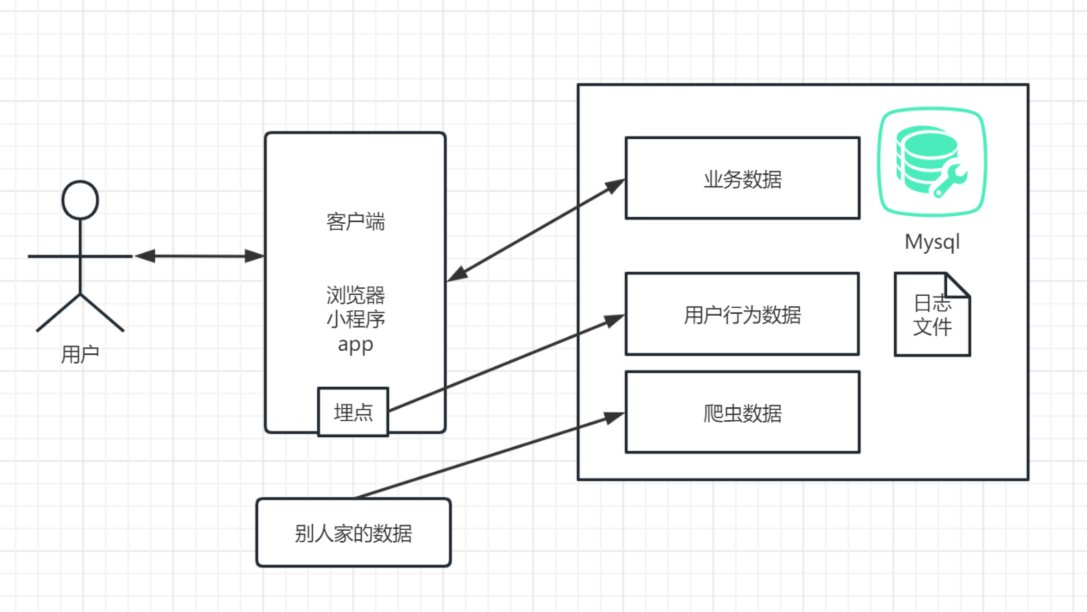 用户
客户端
浏览器
小程序
app
埋点
别人家的数据
业务数据
用户行为数据
爬虫数据
Mysql
日志
文件